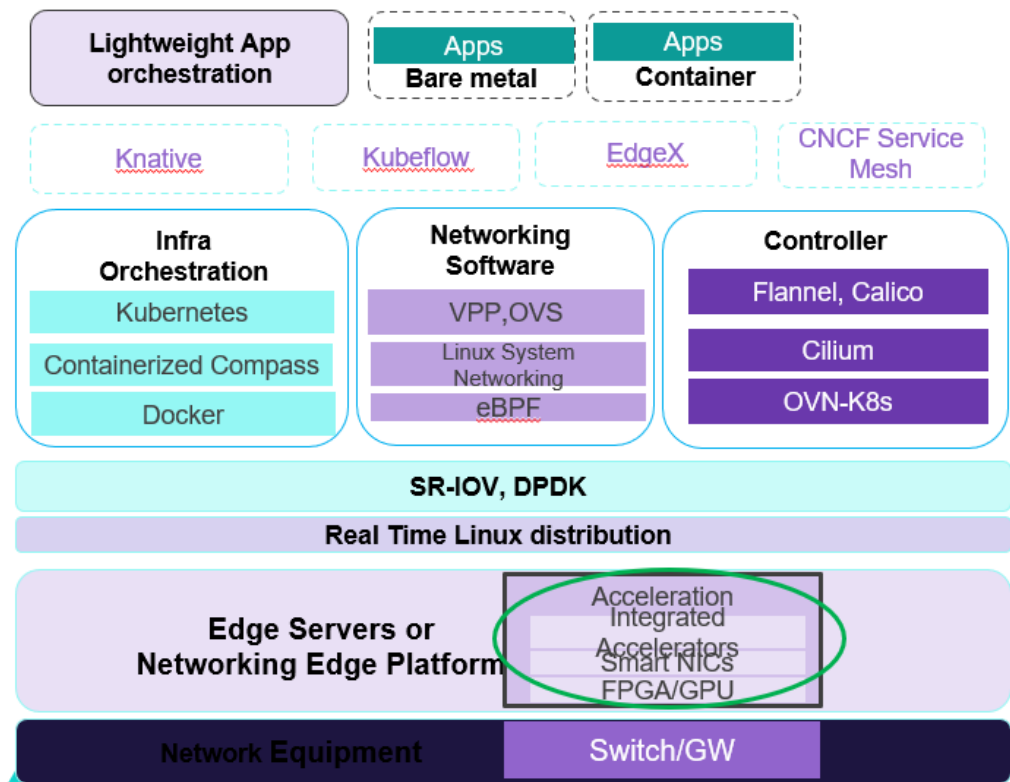 Lightweight App
orchestration
Apps
Bare metal
Apps
Container
Knative
Kubeflow
EdgeX
CNCF Service
Mesh
Infra
Orchestration
Kubernetes
Containerized Compass
Docker
Networking
Software
VPP,OVS
Linux System
Networking
eBPF
Controller
Flannel, Calico
Cilium
OVN-K8s
SR-IOV, DPDK
Real Time Linux distribution
Edge Servers or
Networking Edge Platform
Acceleration
Integrated
Accelerators
Smart NICs
FPGA/GPU
Network Equipment
Switch/GW